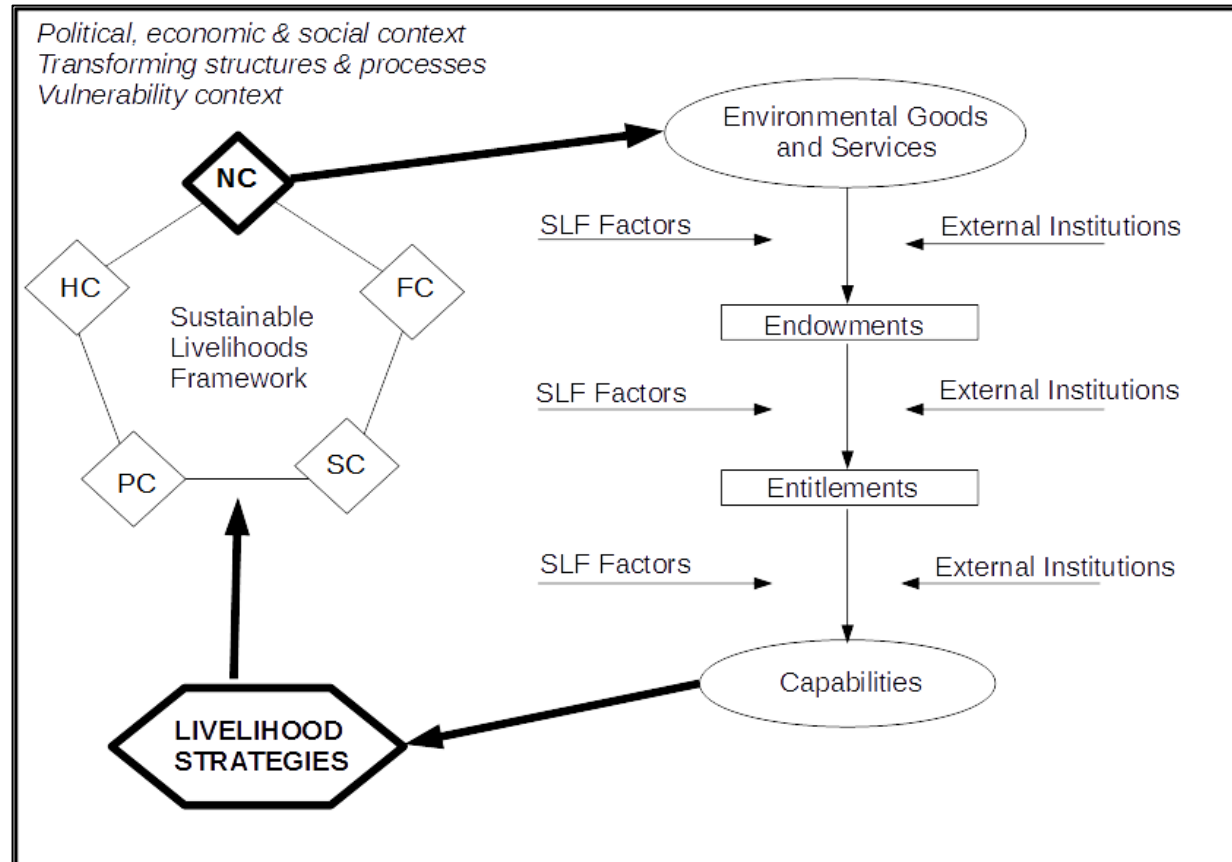 Political, economic & social context
Transforming structures & processes
Vulnerability context
Environmental Goods
and Services
NC
SLF Factors
External Institutions
HC
FC
Sustainable
Livelihoods
Framework
Endowments
SLF Factors
External Institutions
PC
SC
Entitlements
SLF Factors
External Institutions
Capabilities
LIVELIHOOD
STRATEGIES